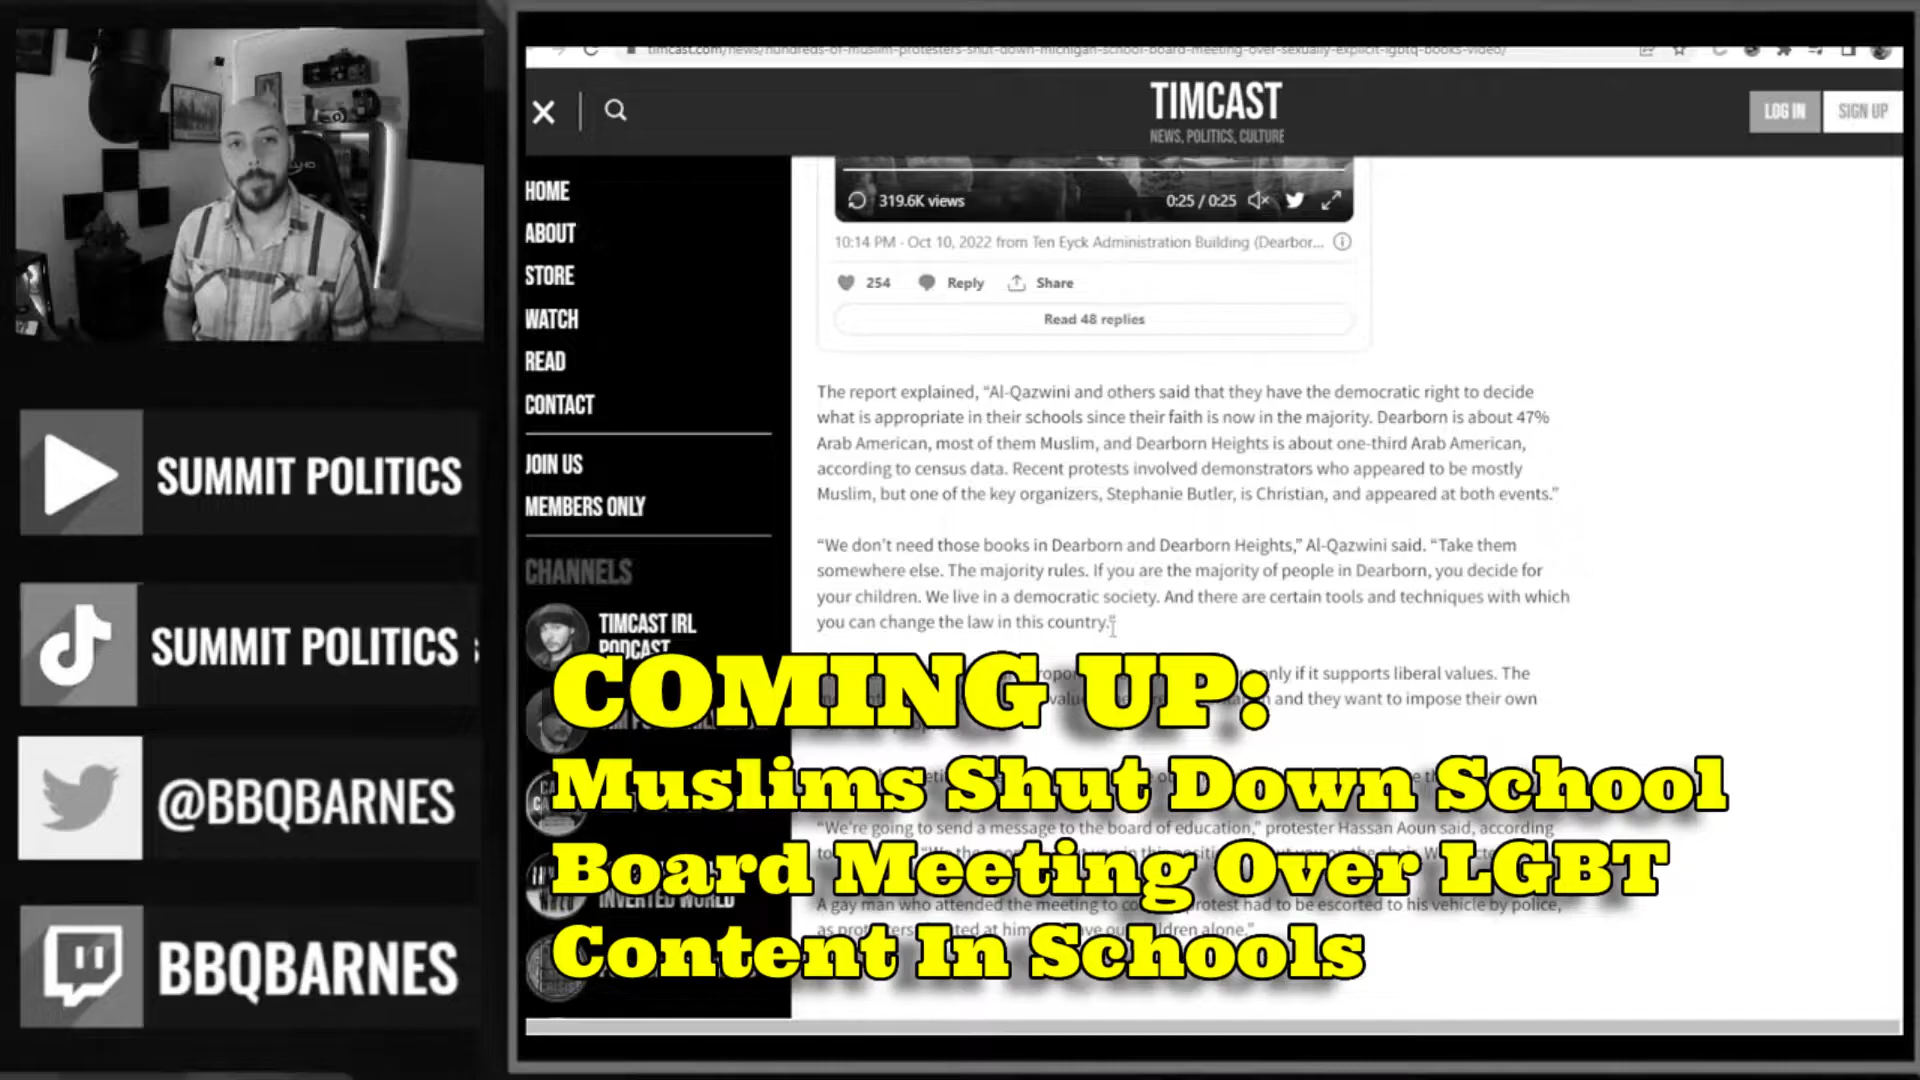 timcast.com/news/hundreds-of-muslim-protesters-shut-down-michigan-school-board-meeting-over-sexually-explicit-lgbtq-books-video/
TIMCAST
NEWS, POLITICS, CULTURE
LOG IN
SIGN UP
HOME
ABOUT
STORE
WATCH
READ
CONTACT
JOIN US
MEMBERS ONLY
CHANNELS
TIMCAST IRL
PODCAST
INVERTED WORLD
319.6K views
0:25 / 0:25
10:14 PM · Oct 10, 2022 from Ten Eyck Administration Building (Dearbor...
254 Reply Share
Read 48 replies
The report explained, “Al-Qazwini and others said that they have the democratic right to decide
what is appropriate in their schools since their faith is now in the majority. Dearborn is about 47%
Arab American, most of them Muslim, and Dearborn Heights is about one-third Arab American,
according to census data. Recent protests involved demonstrators who appeared to be mostly
Muslim, but one of the key organizers, Stephanie Butler, is Christian, and appeared at both events.”
“We don’t need those books in Dearborn and Dearborn Heights,” Al-Qazwini said. “Take them
somewhere else. The majority rules. If you are the majority of people in Dearborn, you decide for
your children. We live in a democratic society. And there are certain tools and techniques with which
you can change the law in this country.”
only if it supports liberal values. The
and they want to impose their own
“We’re going to send a message to the board of education,” protester Hassan Aoun said, according
A gay man who attended the meeting to protest had to be escorted to his vehicle by police,
COMING UP:
Muslims Shut Down School
Board Meeting Over LGBT
Content In Schools
SUMMIT POLITICS
SUMMIT POLITICS
@BBQBARNES
BBQBARNES